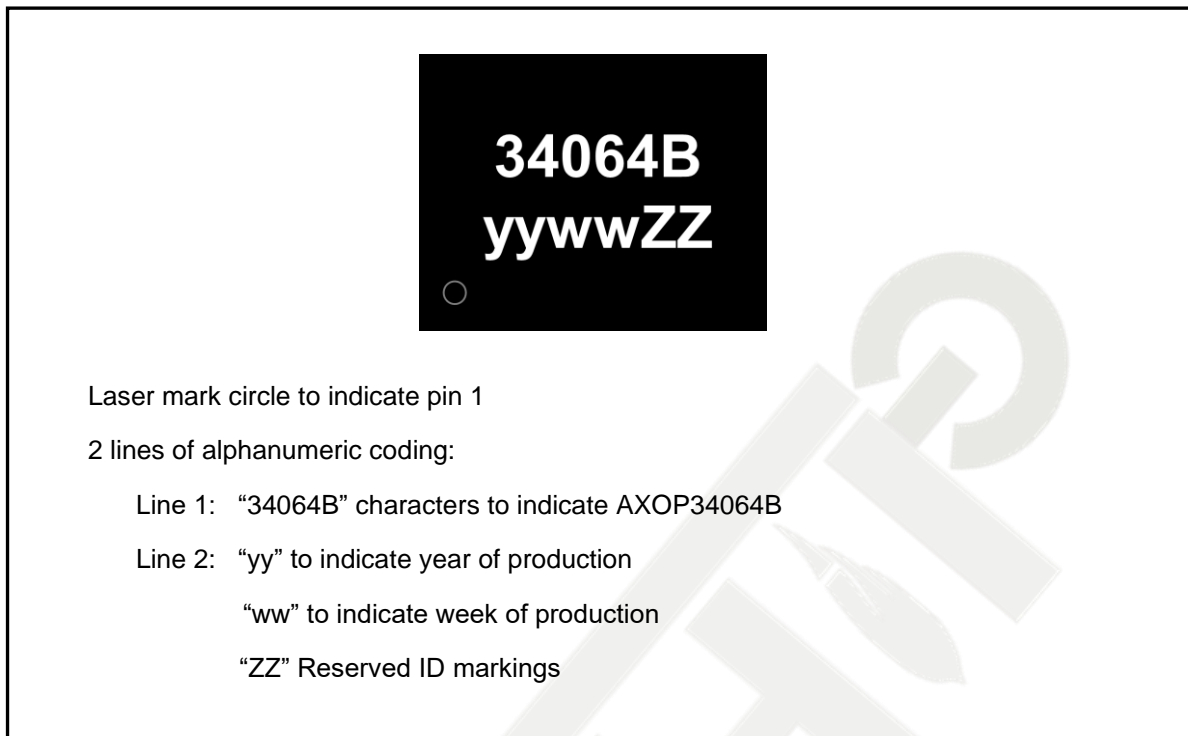 34064B
yywwZZ
Laser mark circle to indicate pin 1
2 lines of alphanumeric coding:
Line 1: “34064B” characters to indicate AXOP34064B
Line 2: “yy” to indicate year of production
“ww” to indicate week of production
“ZZ” Reserved ID markings